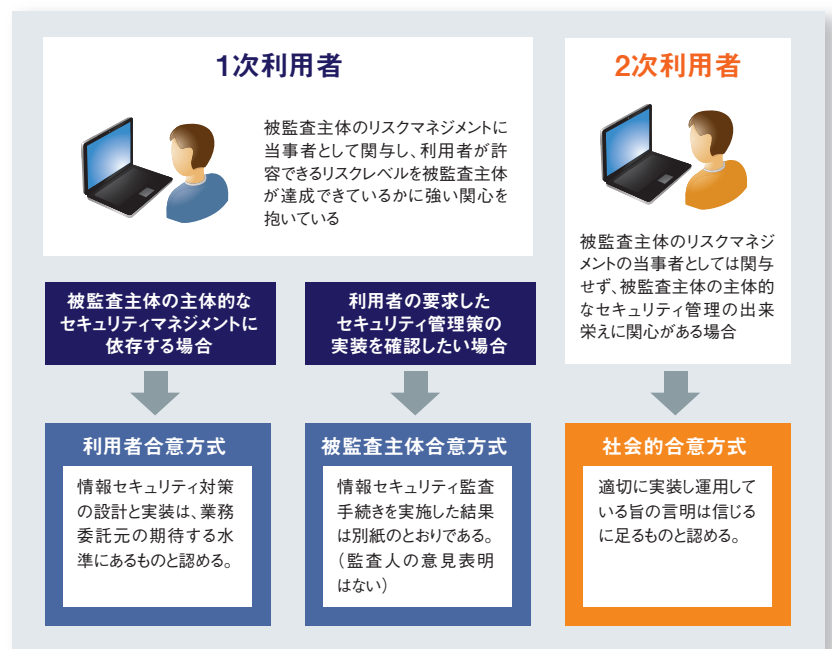 1次利用者
被監査主体のリスクマネジメントに
当事者として関与し、利用者が許
容できるリスクレベルを被監査主体
が達成できているかに強い関心を
抱いている
2次利用者
被監査主体のリスクマネジ
メントの当事者としては関与
せず、被監査主体の主体的
なセキュリティ管理の出来
栄えに関心がある場合
被監査主体の主体的な
セキュリティマネジメントに
依存する場合
利用者の要求した
セキュリティ管理策の
実装を確認したい場合
利用者合意方式
情報セキュリティ対策
の設計と実装は、業務
委託元の期待する水
準にあるものと認める。
被監査主体合意方式
情報セキュリティ監査
手続きを実施した結果
は別紙のとおりである。
（監査人の意見表明
はない）
社会的合意方式
適切に実装し運用して
いる旨の言明は信じる
に足るものと認める。